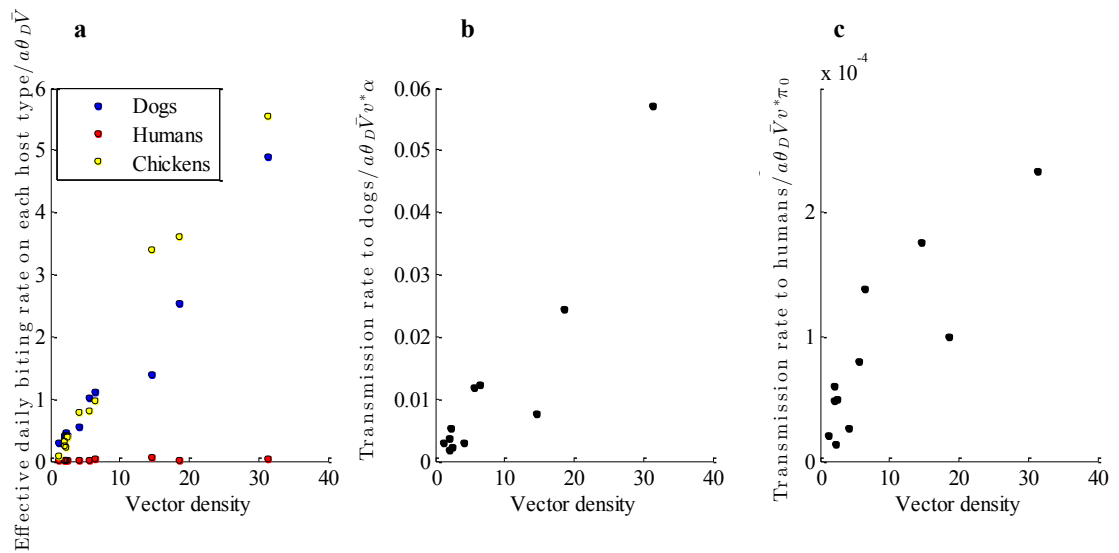 a
Effective daily biting rate on each host type/aθ_D V̄
6
5
4
3
2
1
0
Dogs
Humans
Chickens
0 10 20 30 40
Vector density
b
Transmission rate to dogs/aθ_D V̄v*α
0.06
0.05
0.04
0.03
0.02
0.01
0
0 10 20 30 40
Vector density
c
x 10^-4
Transmission rate to humans/aθ_D V̄v*π₀
2
1
0
0 10 20 30 40
Vector density